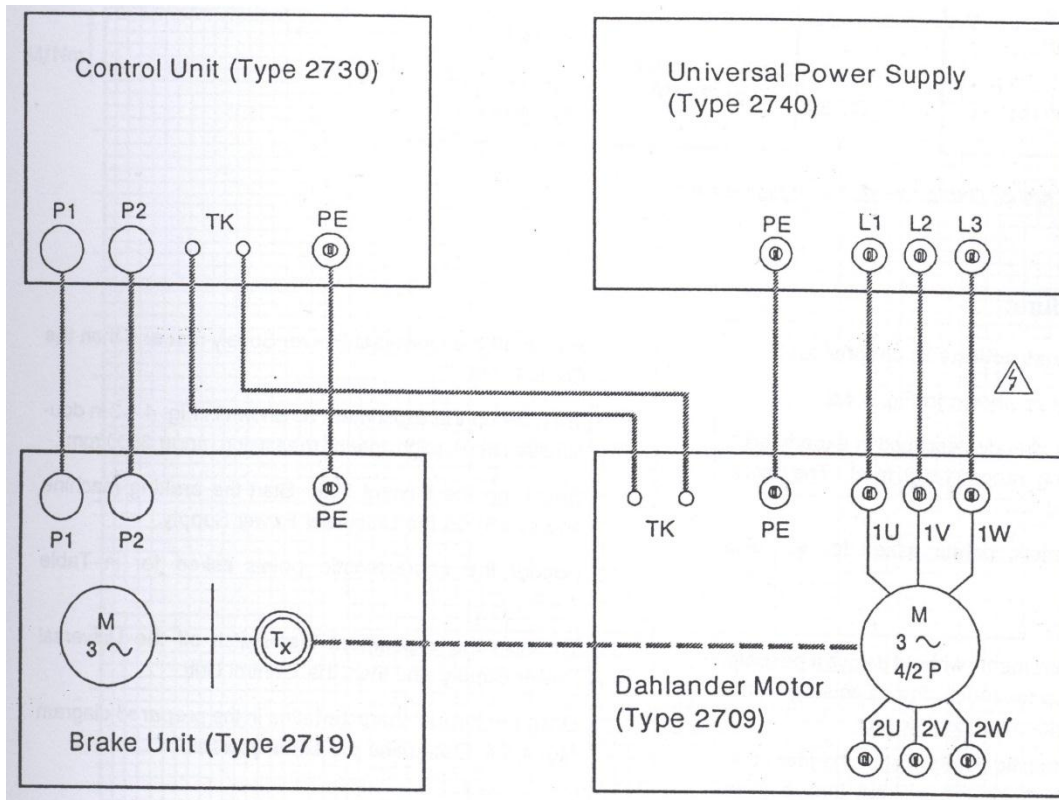 Control Unit (Type 2730)
P1 P2 TK PE
P1 P2 PE
M
3 ~
Tx
Brake Unit (Type 2719)
Universal Power Supply
(Type 2740)
PE L1 L2 L3
TK PE 1U 1V 1W
M
3 ~
4/2 P
Dahlander Motor
(Type 2709)
2U 2V 2W